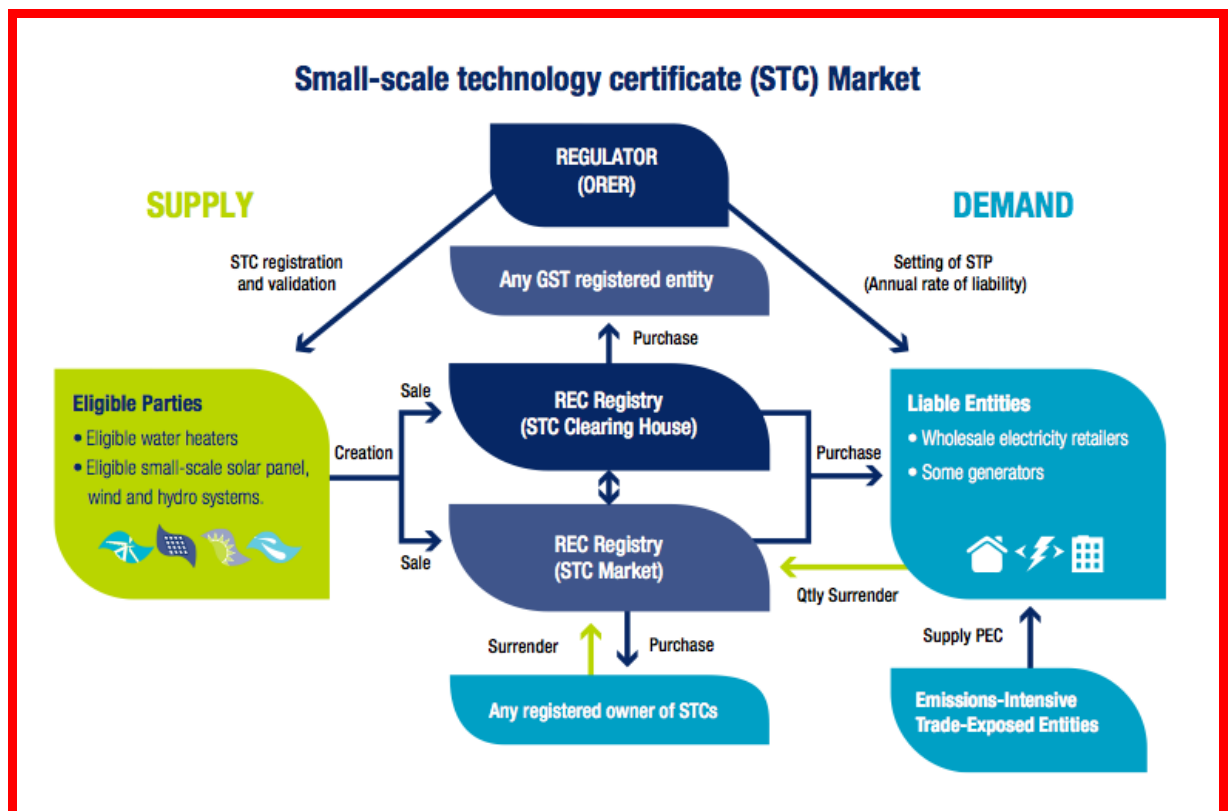 Small-scale technology certificate (STC) Market
REGULATOR
(ORER)
SUPPLY
DEMAND
STC registration
and validation
Any GST registered entity
Setting of STP
(Annual rate of liability)
Purchase
Eligible Parties
• Eligible water heaters
• Eligible small-scale solar panel,
wind and hydro systems.
Creation
Sale
Sale
REC Registry
(STC Clearing House)
REC Registry
(STC Market)
Purchase
Liable Entities
• Wholesale electricity retailers
• Some generators
Qtly Surrender
Surrender
Purchase
Any registered owner of STCs
Supply PEC
Emissions-Intensive
Trade-Exposed Entities